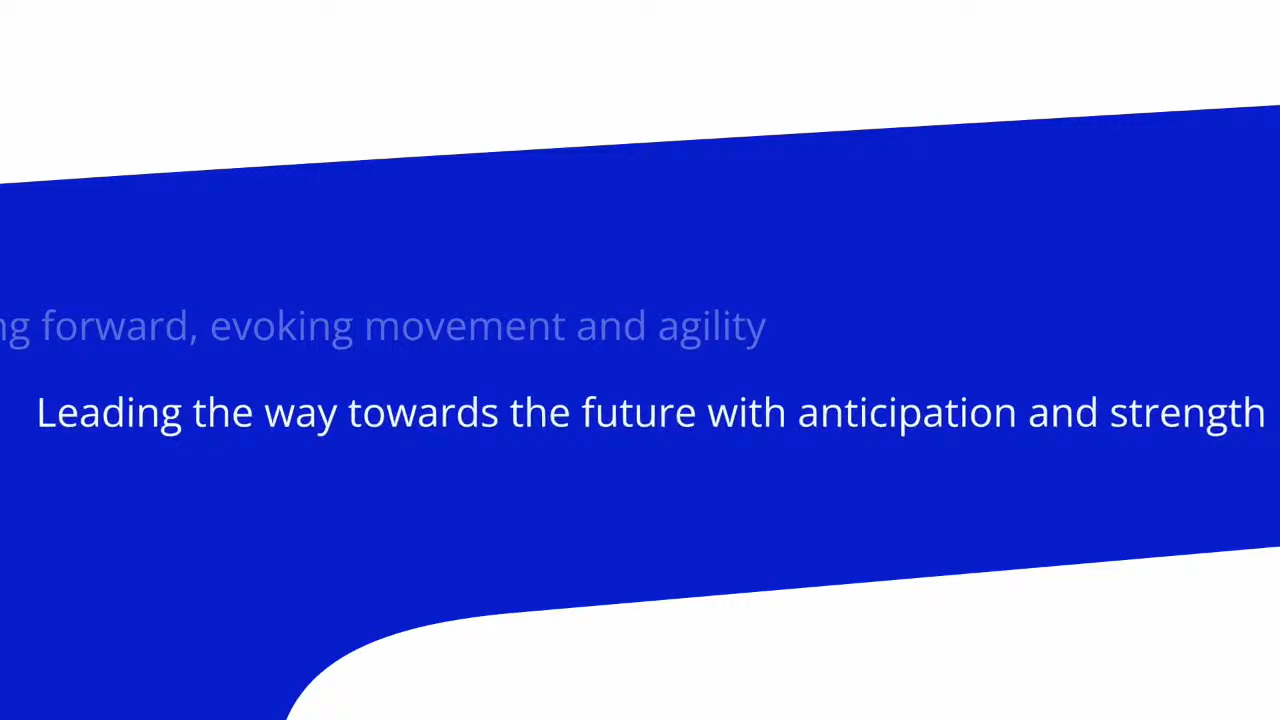 forward, evoking movement and agility
Leading the way towards the future with anticipation and strength